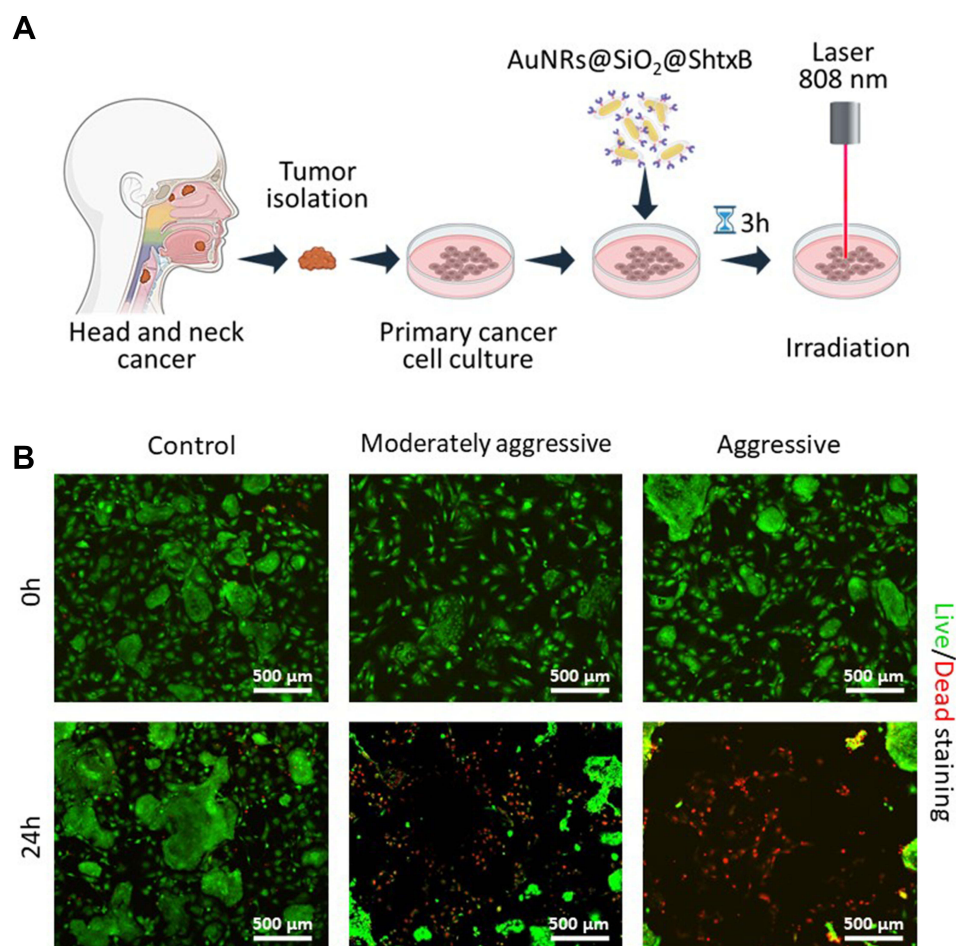 A
AuNRs@SiO₂@ShtxB
Laser
808 nm
Tumor
isolation
3h
Head and neck
cancer
Primary cancer
cell culture
Irradiation
B
Control
Moderately aggressive
Aggressive
0h
500 µm
500 µm
500 µm
24h
500 µm
500 µm
500 µm
Live/Dead staining